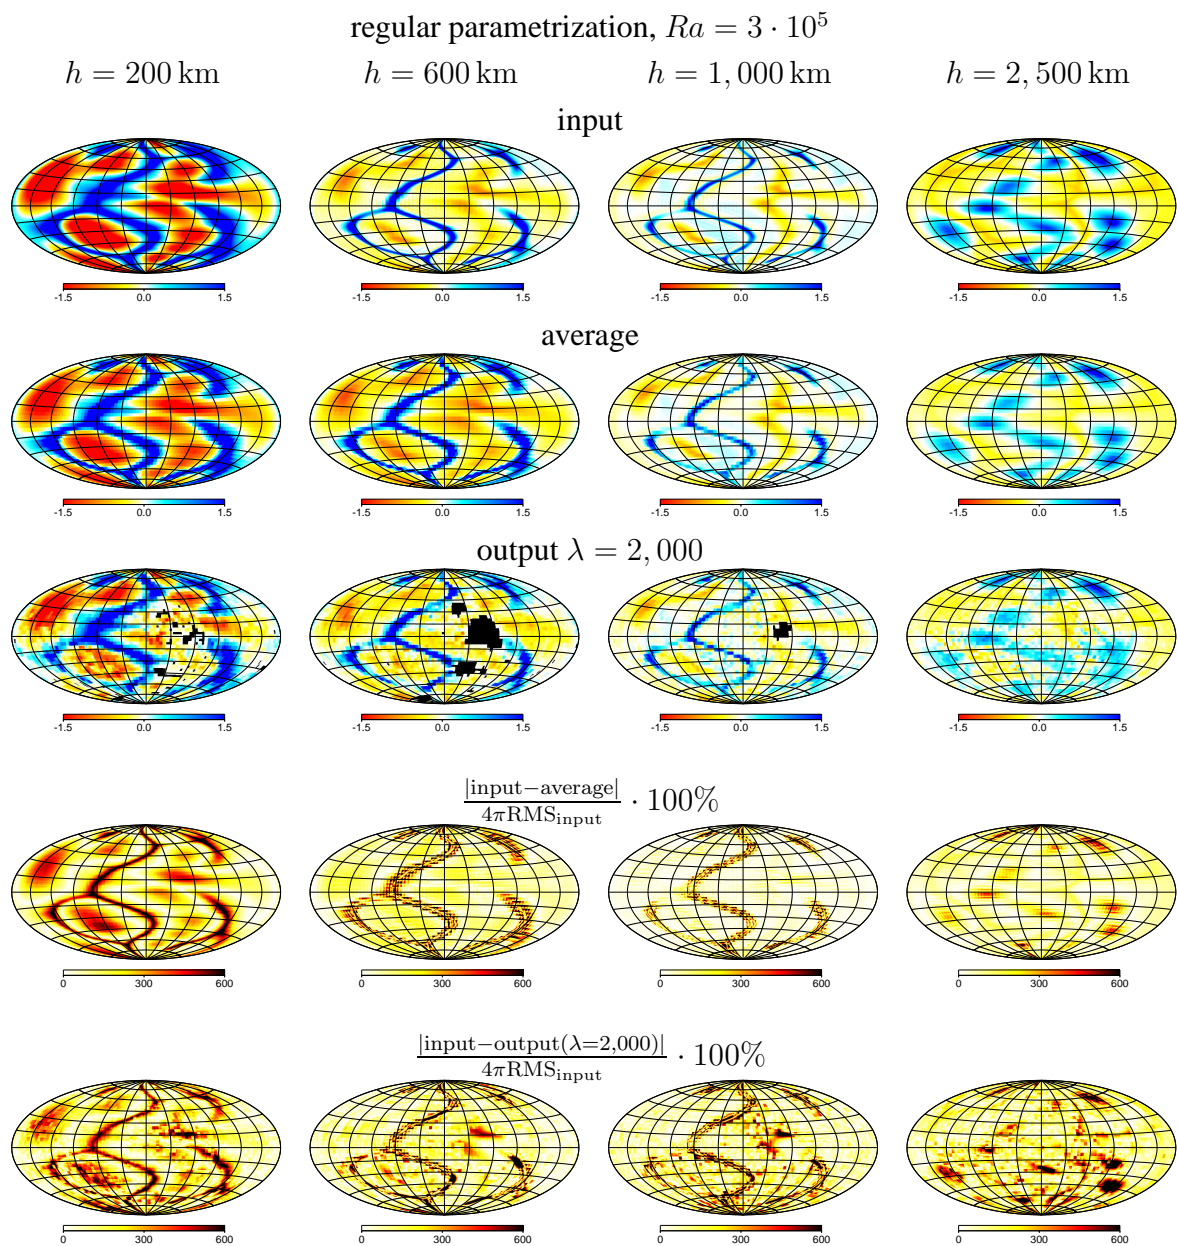 regular parametrization, Ra = 3 · 10⁵
h = 200 km h = 600 km h = 1, 000 km h = 2, 500 km
input
-1.5 0.0 1.5 -1.5 0.0 1.5 -1.5 0.0 1.5 -1.5 0.0 1.5
average
-1.5 0.0 1.5 -1.5 0.0 1.5 -1.5 0.0 1.5 -1.5 0.0 1.5
output λ = 2, 000
-1.5 0.0 1.5 -1.5 0.0 1.5 -1.5 0.0 1.5 -1.5 0.0 1.5
|input−average|
4πRMSinput · 100%
0 300 600 0 300 600 0 300 600 0 300 600
|input−output(λ=2,000)|
4πRMSinput · 100%
0 300 600 0 300 600 0 300 600 0 300 600